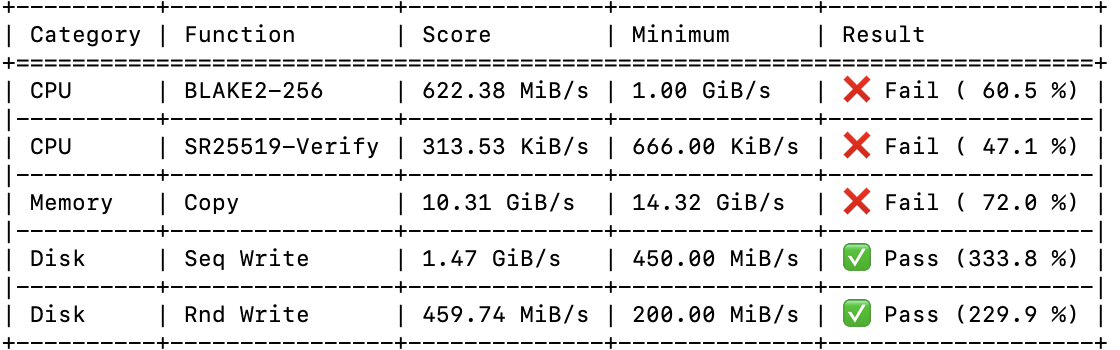 Category | Function | Score | Minimum | Result
CPU | BLAKE2-256 | 622.38 MiB/s | 1.00 GiB/s | ❌ Fail ( 60.5 %)
CPU | SR25519-Verify | 313.53 KiB/s | 666.00 KiB/s | ❌ Fail ( 47.1 %)
Memory | Copy | 10.31 GiB/s | 14.32 GiB/s | ❌ Fail ( 72.0 %)
Disk | Seq Write | 1.47 GiB/s | 450.00 MiB/s | ✅ Pass (333.8 %)
Disk | Rnd Write | 459.74 MiB/s | 200.00 MiB/s | ✅ Pass (229.9 %)